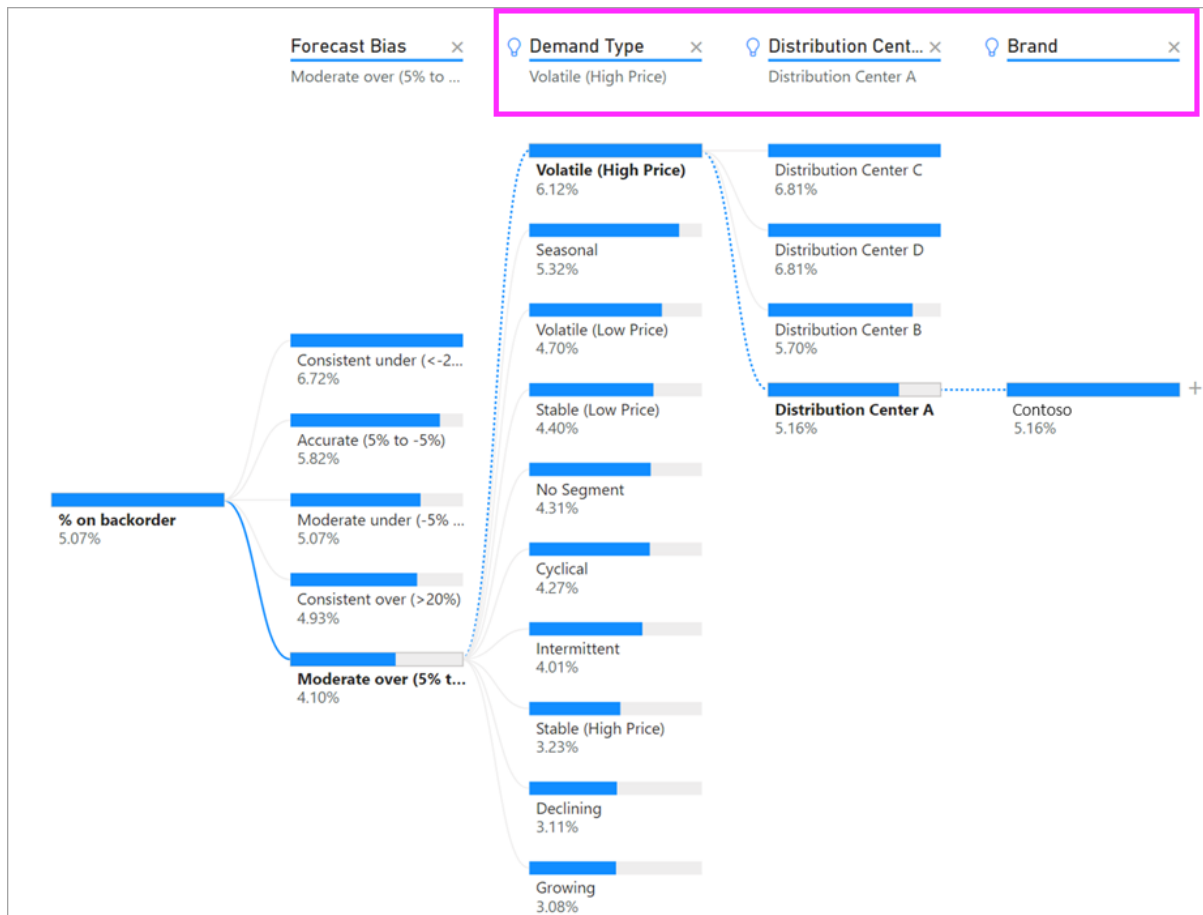 Forecast Bias
Moderate over (5% to ...
Demand Type
Volatile (High Price)
Distribution Cent...
Distribution Center A
Brand
% on backorder
5.07%
Consistent under (<-2...
6.72%
Accurate (5% to -5%)
5.82%
Moderate under (-5% ...
5.07%
Consistent over (>20%)
4.93%
Moderate over (5% t...
4.10%
Volatile (High Price)
6.12%
Seasonal
5.32%
Volatile (Low Price)
4.70%
Stable (Low Price)
4.40%
No Segment
4.31%
Cyclical
4.27%
Intermittent
4.01%
Stable (High Price)
3.23%
Declining
3.11%
Growing
3.08%
Distribution Center C
6.81%
Distribution Center D
6.81%
Distribution Center B
5.70%
Distribution Center A
5.16%
Contoso
5.16%